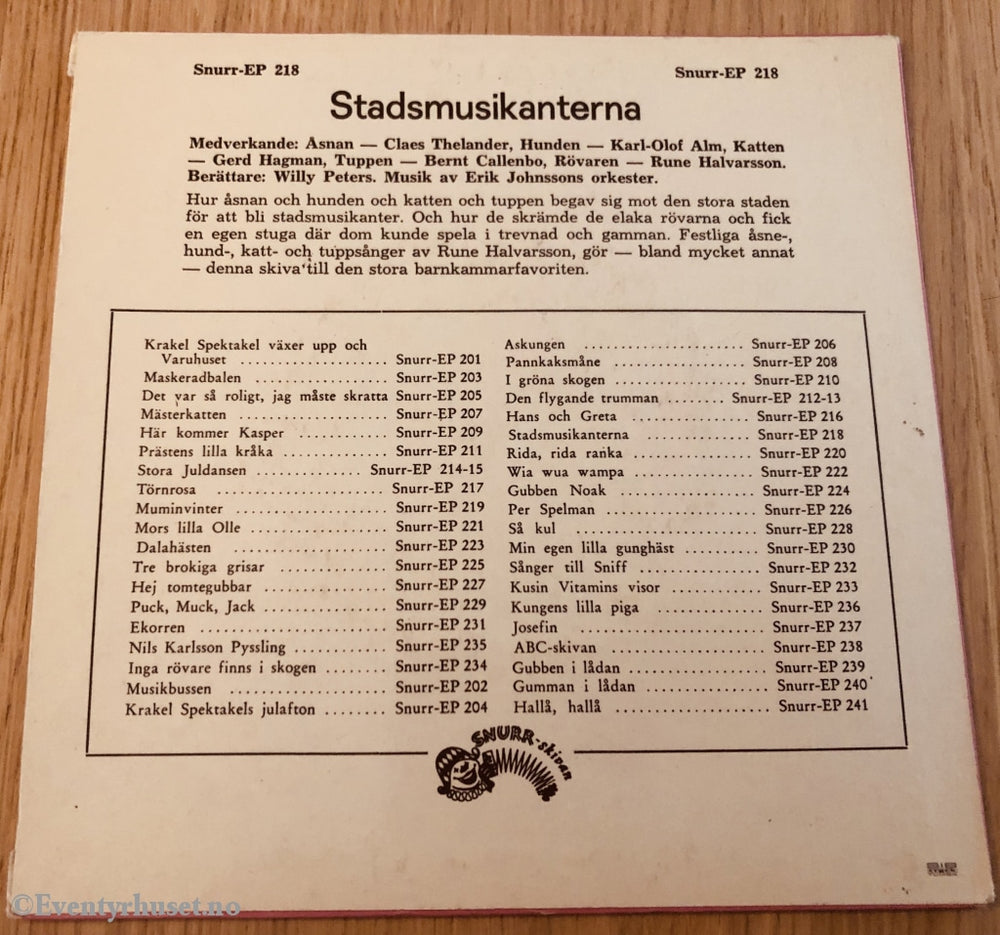 Snurr-EP 218
Snurr-EP 218
Stadsmusikanterna
Medverkande: Åsnan — Claes Thelander, Hunden — Karl-Olof Alm, Katten
— Gerd Hagman, Tuppen — Bernt Callenbo, Rövaren — Rune Halvarsson.
Berättare: Willy Peters. Musik av Erik Johnssons orkester.
Hur åsnan och hunden och katten och tuppen begav sig mot den stora staden
för att bli stadsmusikanter. Och hur de skrämde de elaka rövarna och fick
en egen stuga där dom kunde spela i trevnad och gamman. Festliga åsne-,
hund-, katt- och tuppsånger av Rune Halvarsson, gör — bland mycket annat
— denna skiva till den stora barnkammarfavoriten.
Krakel Spektakel växer upp och
Varuhuset .................... Snurr-EP 201
Maskeradbalen .................. Snurr-EP 203
Det var så roligt, jag måste skratta Snurr-EP 205
Mästerkatten .................... Snurr-EP 207
Här kommer Kasper ............ Snurr-EP 209
Prästens lilla kråka .............. Snurr-EP 211
Stora Juldansen .............. Snurr-EP 214-15
Törnrosa ....................... Snurr-EP 217
Muminvinter .................... Snurr-EP 219
Mors lilla Olle .................. Snurr-EP 221
Dalahästen ..................... Snurr-EP 223
Tre brokiga grisar .............. Snurr-EP 225
Hej tomtegubbar ................ Snurr-EP 227
Puck, Muck, Jack ................ Snurr-EP 229
Ekorren ......................... Snurr-EP 231
Nils Karlsson Pyssling ............ Snurr-EP 235
Inga rövare finns i skogen ........ Snurr-EP 234
Musikbussen ..................... Snurr-EP 202
Krakel Spektakels julafton ........ Snurr-EP 204
Askungen ...................... Snurr-EP 206
Pannkaksmåne .................. Snurr-EP 208
I gröna skogen .................. Snurr-EP 210
Den flygande trumman ........ Snurr-EP 212-13
Hans och Greta ................. Snurr-EP 216
Stadsmusikanterna .............. Snurr-EP 218
Rida, rida ranka ................ Snurr-EP 220
Wia wua wampa ................ Snurr-EP 222
Gubben Noak .................. Snurr-EP 224
Per Spelman .................... Snurr-EP 226
Så kul ......................... Snurr-EP 228
Min egen lilla gunghäst .......... Snurr-EP 230
Sånger till Sniff ................ Snurr-EP 232
Kusin Vitamins visor ............ Snurr-EP 233
Kungens lilla piga .............. Snurr-EP 236
Josefin ........................ Snurr-EP 237
ABC-skivan .................... Snurr-EP 238
Gubben i lådan .................. Snurr-EP 239
Gumman i lådan ................ Snurr-EP 240
Hallå, hallå ..................... Snurr-EP 241
SNURR-skivan
©Eventyrhuset.no